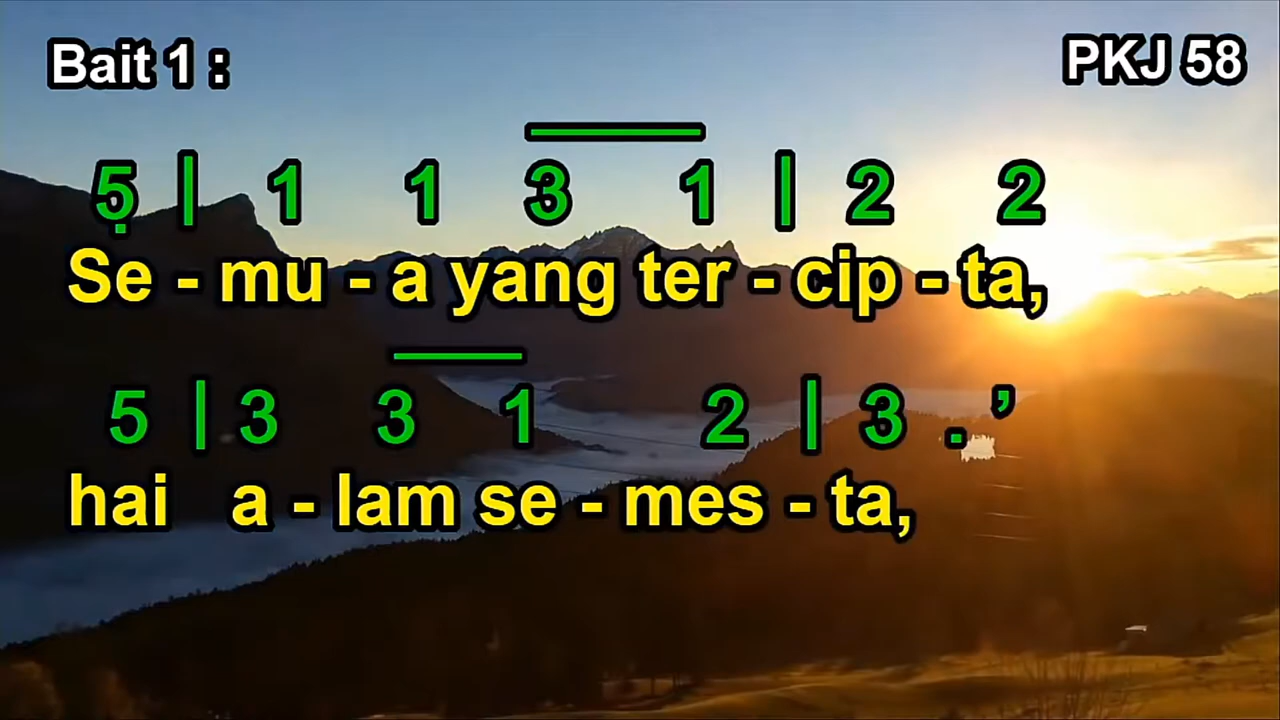 Bait 1 : PKJ 58
5̣ | 1 1 3 1 | 2 2
Se - mu - a yang ter - cip - ta,
5 | 3 3 1 2 | 3 . ’
hai a - lam se - mes - ta,